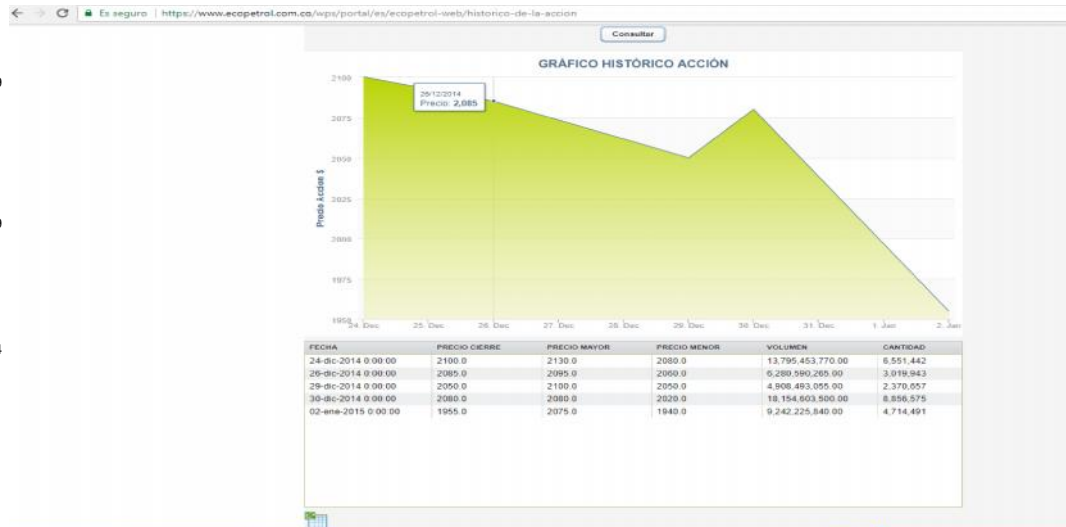 Es seguro | https://www.ecopetrol.com.co/wps/portal/es/ecopetrol-web/historico-de-la-accion
Consultar
GRÁFICO HISTÓRICO ACCIÓN
2100
26/12/2014
Precio: 2,085
2075
2050
2025
2000
1975
1958
Precio Accion $
24. Dec 25. Dec 26. Dec 27. Dec 28. Dec 29. Dec 30. Dec 31. Dec 1. Jan 2. Jan
FECHA PRECIO CIERRE PRECIO MAYOR PRECIO MENOR VOLUMEN CANTIDAD
24-dic-2014 0:00:00 2100.0 2130.0 2080.0 13,795,453,770.00 6,551,442
26-dic-2014 0:00:00 2085.0 2095.0 2060.0 6,280,590,265.00 3,019,943
29-dic-2014 0:00:00 2050.0 2100.0 2050.0 4,908,493,055.00 2,370,657
30-dic-2014 0:00:00 2080.0 2080.0 2020.0 18,154,603,500.00 8,856,575
02-ene-2015 0:00:00 1955.0 2075.0 1940.0 9,242,225,840.00 4,714,491